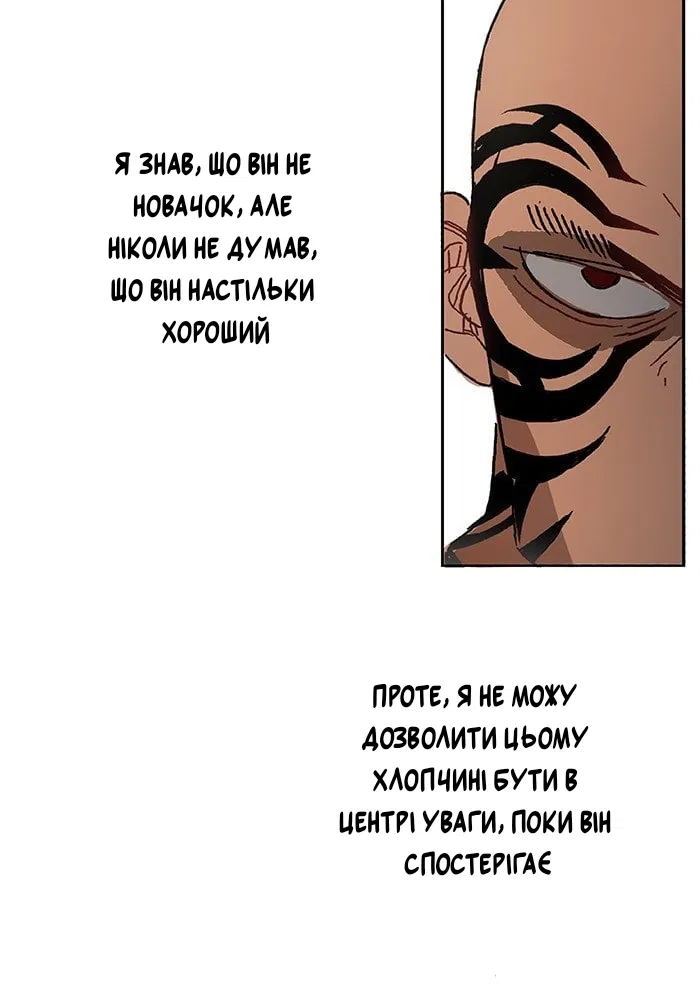 Я ЗНАВ, ЩО ВІН НЕ
НОВАЧОК, АЛЕ
НІКОЛИ НЕ ДУМАВ,
ЩО ВІН НАСТІЛЬКИ
ХОРОШИЙ
ПРОТЕ, Я НЕ МОЖУ
ДОЗВОЛИТИ ЦЬОМУ
ХЛОПЧИНІ БУТИ В
ЦЕНТРІ УВАГИ, ПОКИ ВІН
СПОСТЕРІГАЄ